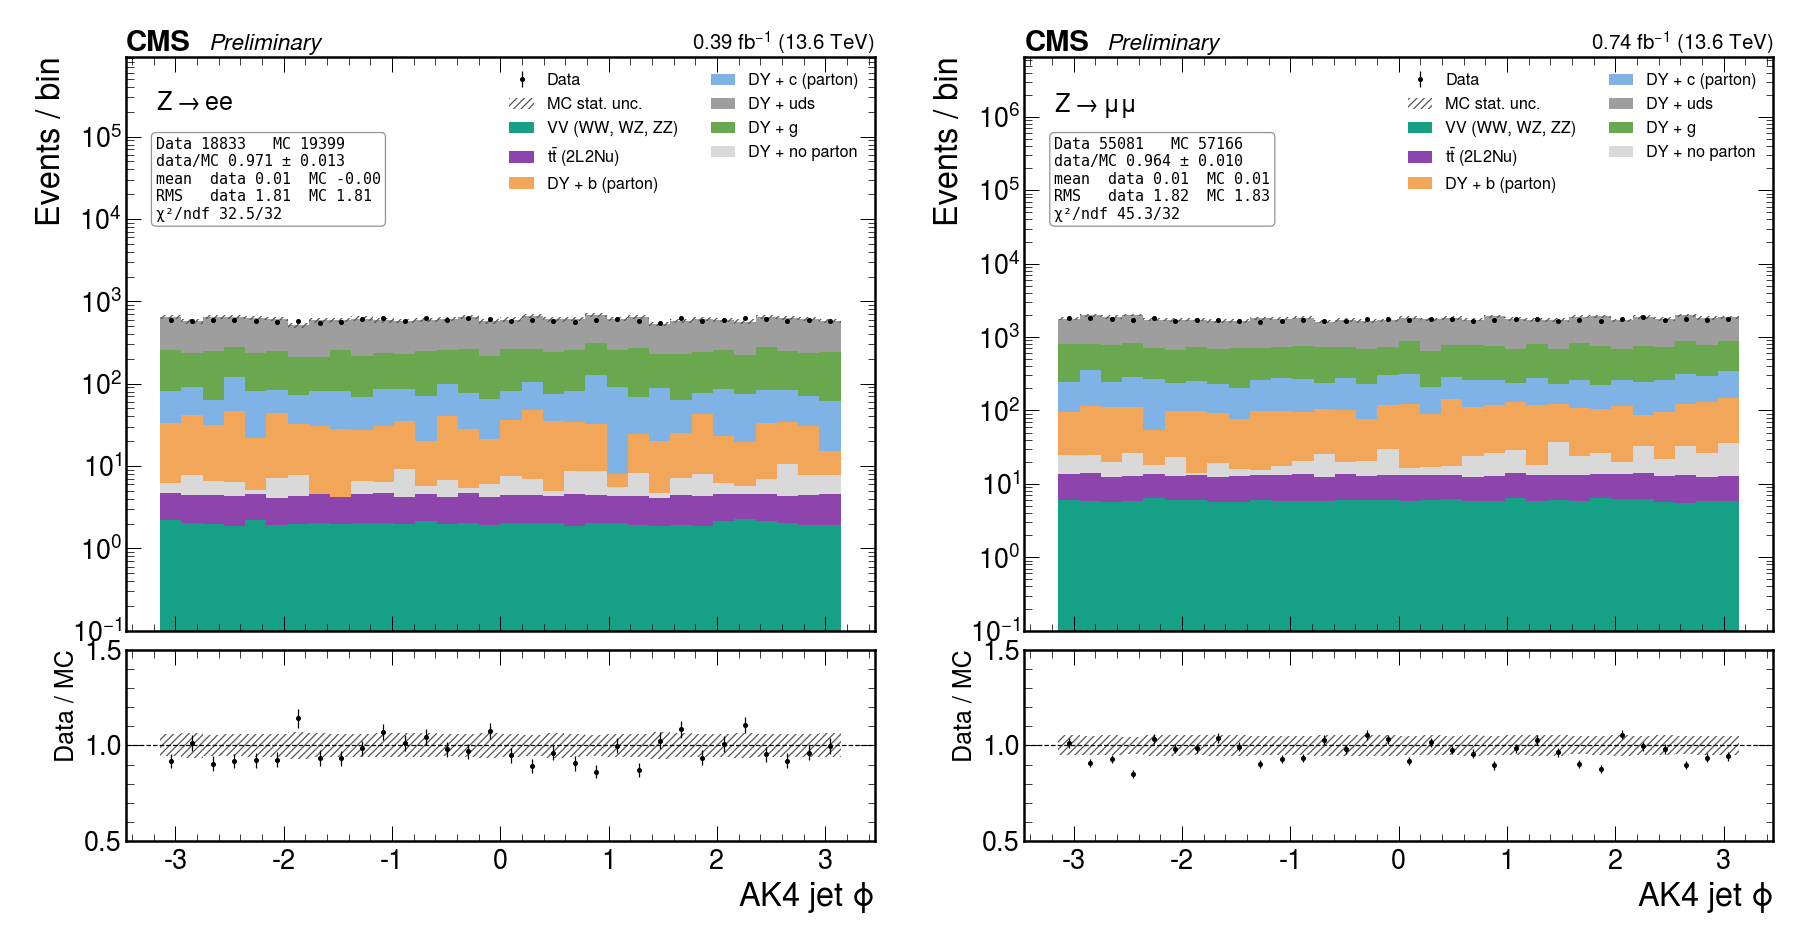 CMS Preliminary 0.39 fb⁻¹ (13.6 TeV)
Events / bin
Z → ee
Data 18833 MC 19399
data/MC 0.971 ± 0.013
mean data 0.01 MC -0.00
RMS data 1.81 MC 1.81
χ²/ndf 32.5/32
Data
MC stat. unc.
VV (WW, WZ, ZZ)
tt̄ (2L2Nu)
DY + b (parton)
DY + c (parton)
DY + uds
DY + g
DY + no parton
10⁵
10⁴
10³
10²
10¹
10⁰
10⁻¹
Data / MC
1.5
1.0
0.5
-3 -2 -1 0 1 2 3
AK4 jet ϕ
CMS Preliminary 0.74 fb⁻¹ (13.6 TeV)
Events / bin
Z → μμ
Data 55081 MC 57166
data/MC 0.964 ± 0.010
mean data 0.01 MC 0.01
RMS data 1.82 MC 1.83
χ²/ndf 45.3/32
Data
MC stat. unc.
VV (WW, WZ, ZZ)
tt̄ (2L2Nu)
DY + b (parton)
DY + c (parton)
DY + uds
DY + g
DY + no parton
10⁶
10⁵
10⁴
10³
10²
10¹
10⁰
10⁻¹
Data / MC
1.5
1.0
0.5
-3 -2 -1 0 1 2 3
AK4 jet ϕ